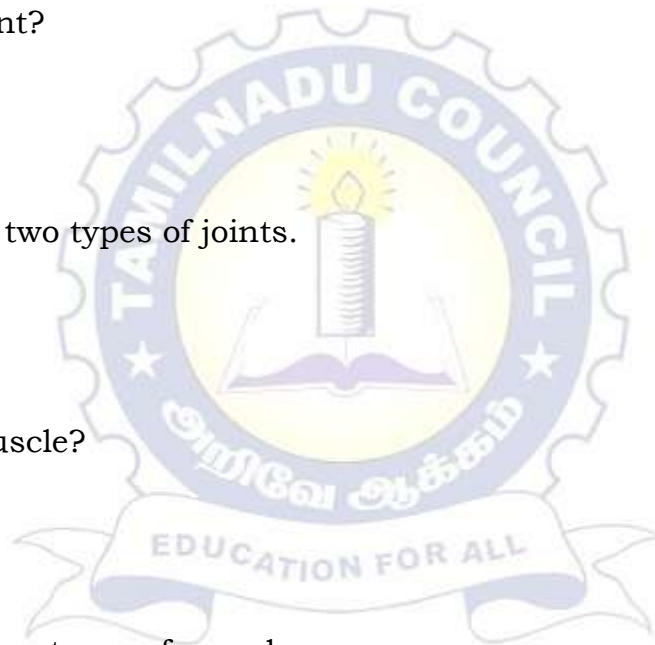 nt?
TAMILNADU COUNCIL
two types of joints.
uscle?
அறிவே ஆக்கம்
EDUCATION FOR ALL